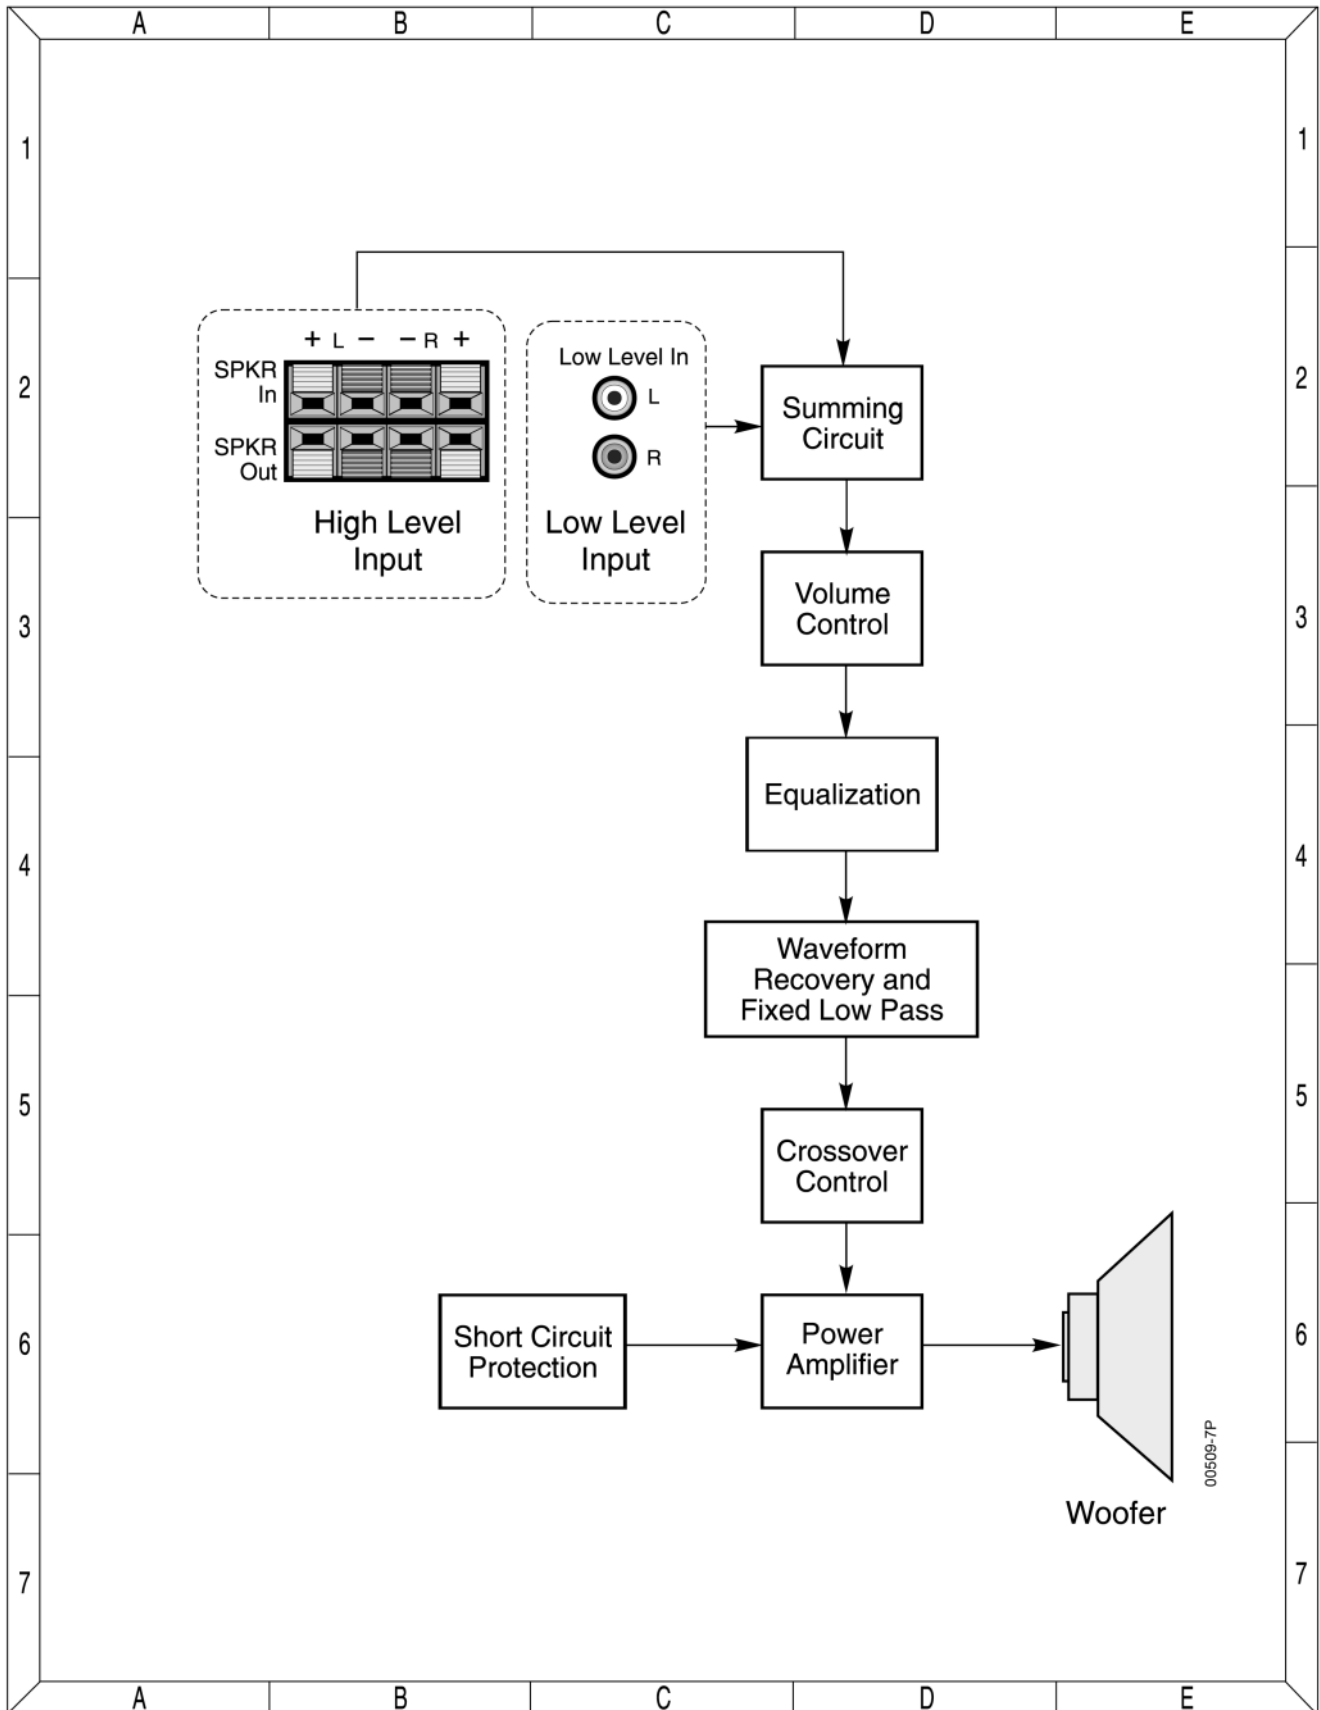 A B C D E
1 1
+ L − − R +
SPKR
In
SPKR
Out
High Level
Input
Low Level In
L
R
Low Level
Input
2 2
Summing
Circuit
Volume
Control
3 3
Equalization
4 4
Waveform
Recovery and
Fixed Low Pass
5 5
Crossover
Control
6 6
Short Circuit
Protection
Power
Amplifier
00509-7P
Woofer
7 7
A B C D E